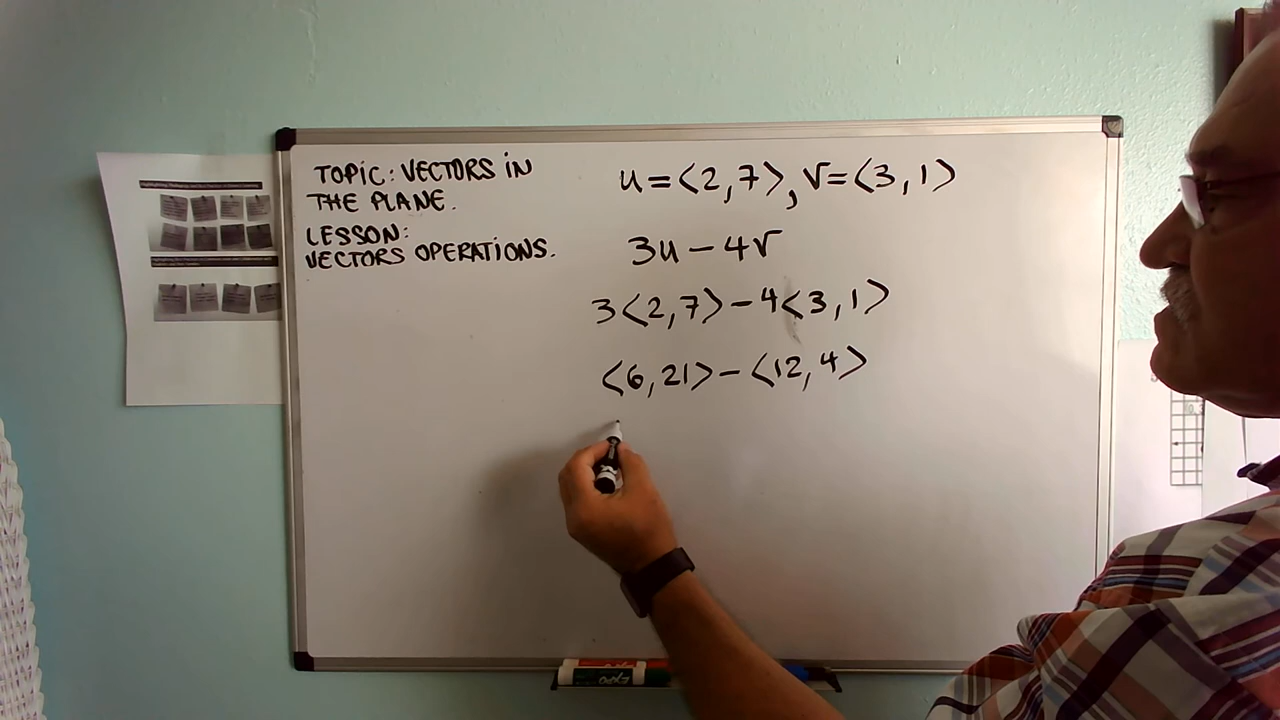 TOPIC: VECTORS IN
THE PLANE.
LESSON:
VECTORS OPERATIONS.
u=⟨2,7⟩, v=⟨3,1⟩
3u-4v
3⟨2,7⟩-4⟨3,1⟩
⟨6,21⟩-⟨12,4⟩
EXPO